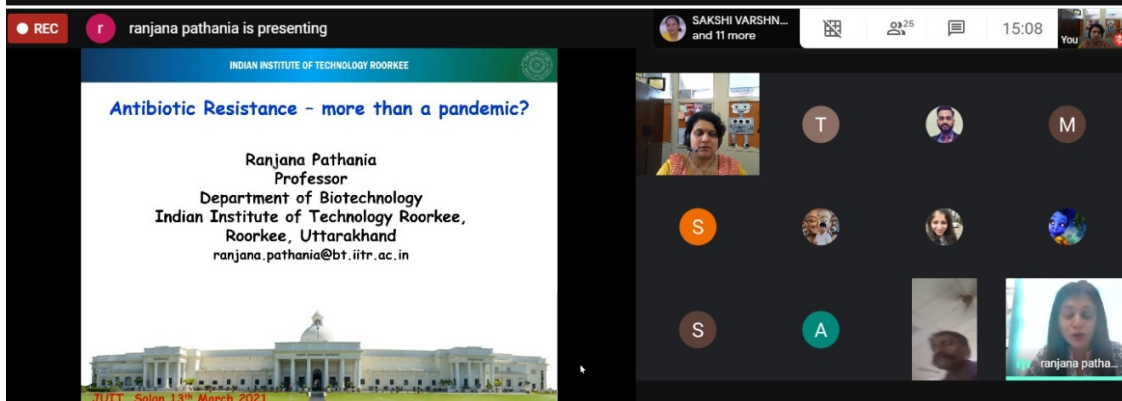 REC
r
ranjana pathania is presenting
SAKSHI VARSHN...
and 11 more
25
15:08
You
INDIAN INSTITUTE OF TECHNOLOGY ROORKEE
Antibiotic Resistance – more than a pandemic?
Ranjana Pathania
Professor
Department of Biotechnology
Indian Institute of Technology Roorkee,
Roorkee, Uttarakhand
ranjana.pathania@bt.iitr.ac.in
JUIT, Solan 13th March 2021
T
M
S
S
A
ranjana patha...